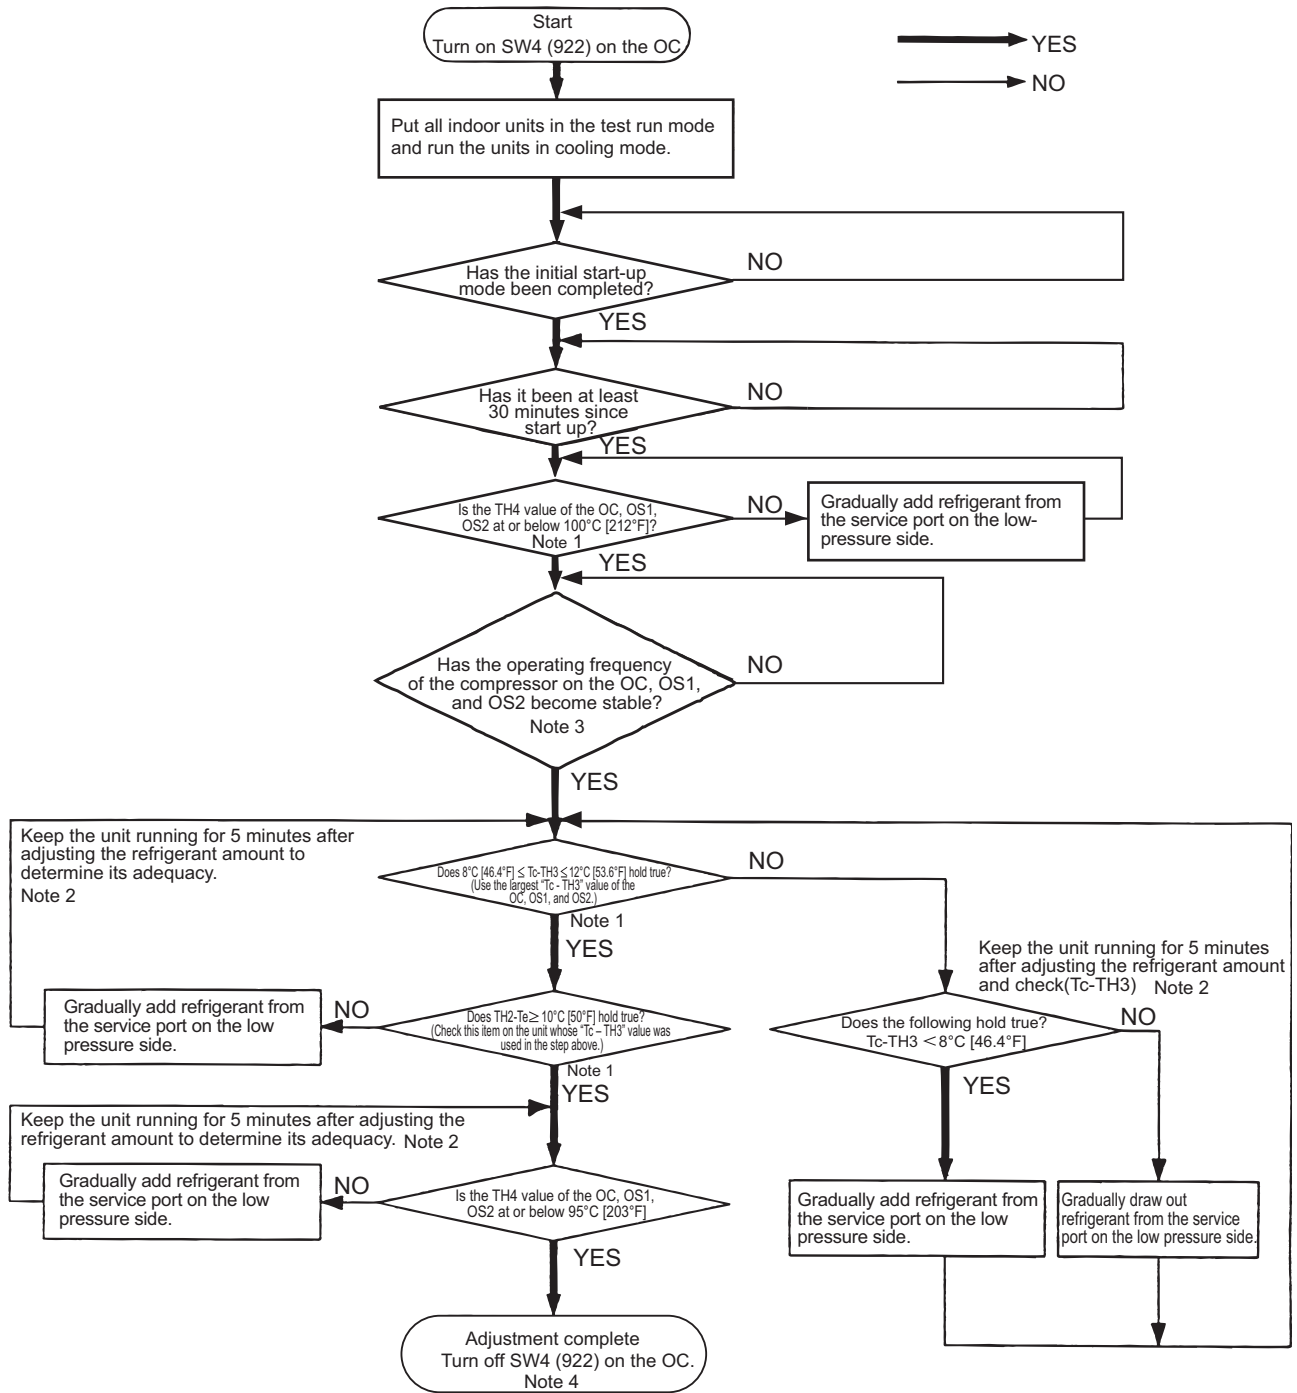 Start
Turn on SW4 (922) on the OC
YES
NO
Put all indoor units in the test run mode
and run the units in cooling mode.
Has the initial start-up
mode been completed?
NO
YES
Has it been at least
30 minutes since
start up?
NO
YES
Is the TH4 value of the OC, OS1,
OS2 at or below 100°C [212°F]?
Note 1
NO
Gradually add refrigerant from
the service port on the low-
pressure side.
YES
Has the operating frequency
of the compressor on the OC, OS1,
and OS2 become stable?
Note 3
NO
YES
Keep the unit running for 5 minutes after
adjusting the refrigerant amount to
determine its adequacy.
Note 2
Does 8°C [46.4°F] ≤ Tc-TH3 ≤12°C [53.6°F] hold true?
(Use the largest “Tc - TH3” value of the
OC, OS1, and OS2.)
Note 1
NO
YES
Keep the unit running for 5 minutes
after adjusting the refrigerant amount
and check(Tc-TH3) Note 2
Gradually add refrigerant from
the service port on the low
pressure side.
NO
Does TH2-Te≥ 10°C [50°F] hold true?
(Check this item on the unit whose “Tc – TH3” value was
used in the step above.)
Note 1
YES
Does the following hold true?
Tc-TH3 <8°C [46.4°F]
NO
YES
Keep the unit running for 5 minutes after adjusting the
refrigerant amount to determine its adequacy. Note 2
Gradually add refrigerant from
the service port on the low
pressure side.
NO
Is the TH4 value of the OC, OS1,
OS2 at or below 95°C [203°F]
YES
Gradually add refrigerant from
the service port on the low
pressure side.
Gradually draw out
refrigerant from the service
port on the low pressure side.
Adjustment complete
Turn off SW4 (922) on the OC.
Note 4